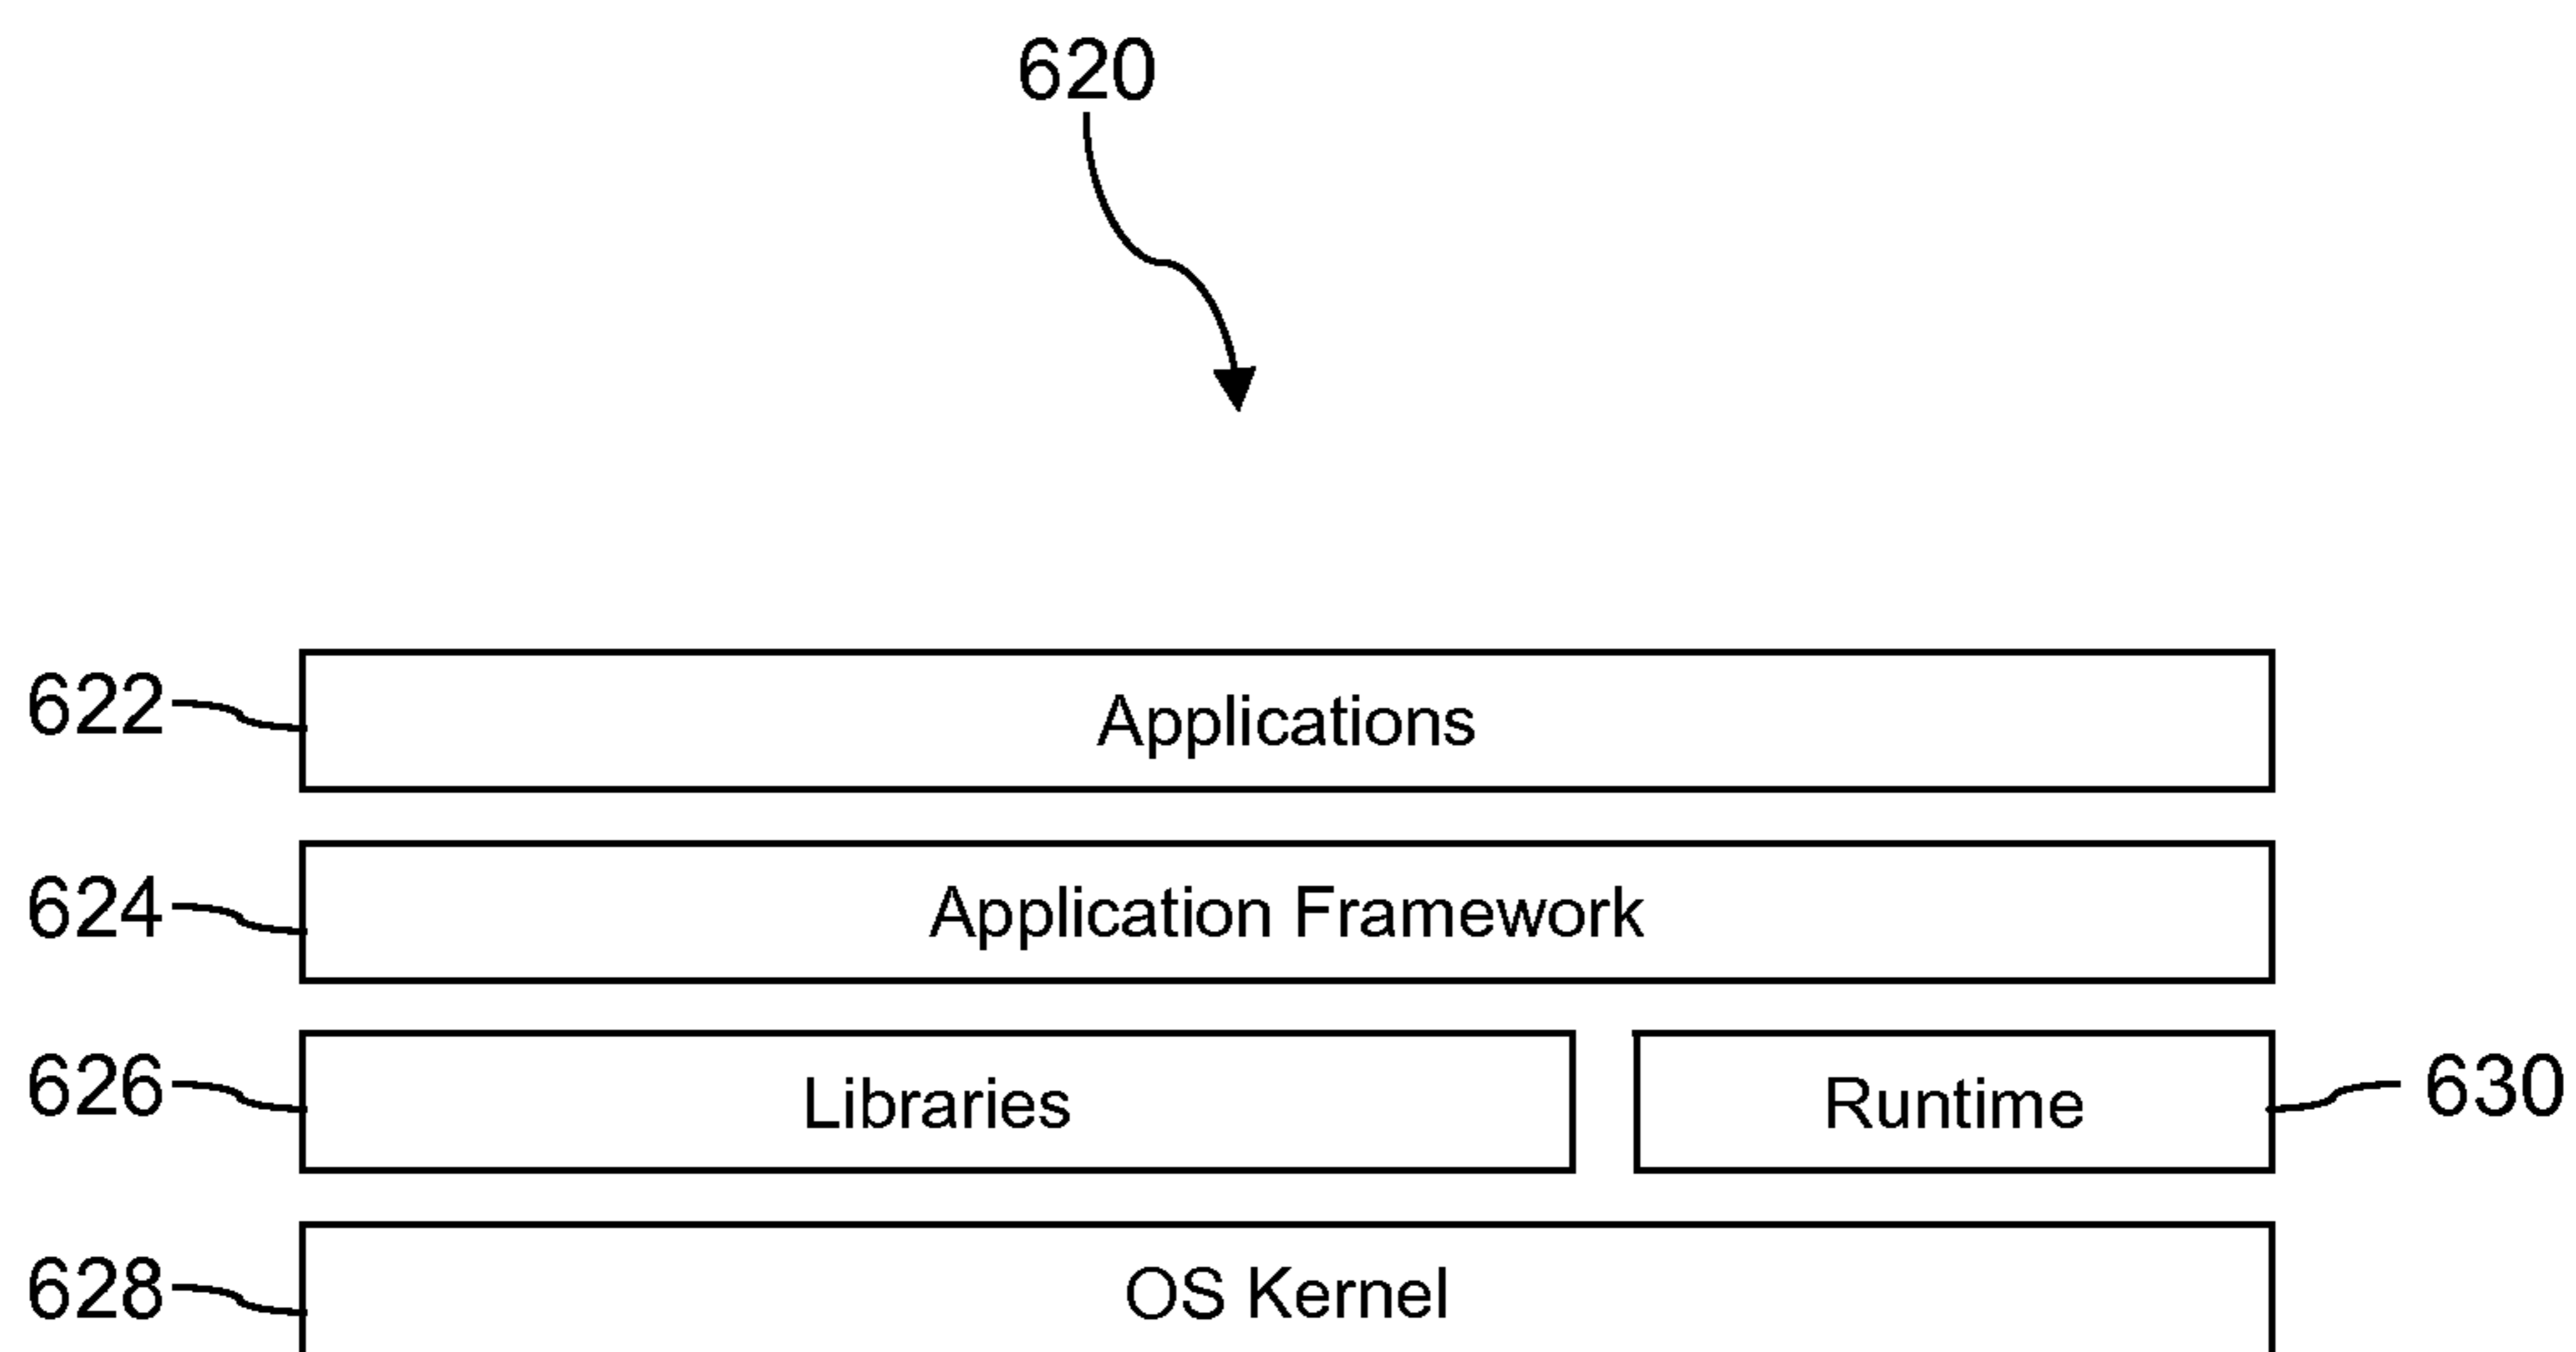 620
622 Applications
624 Application Framework
626 Libraries Runtime 630
628 OS Kernel